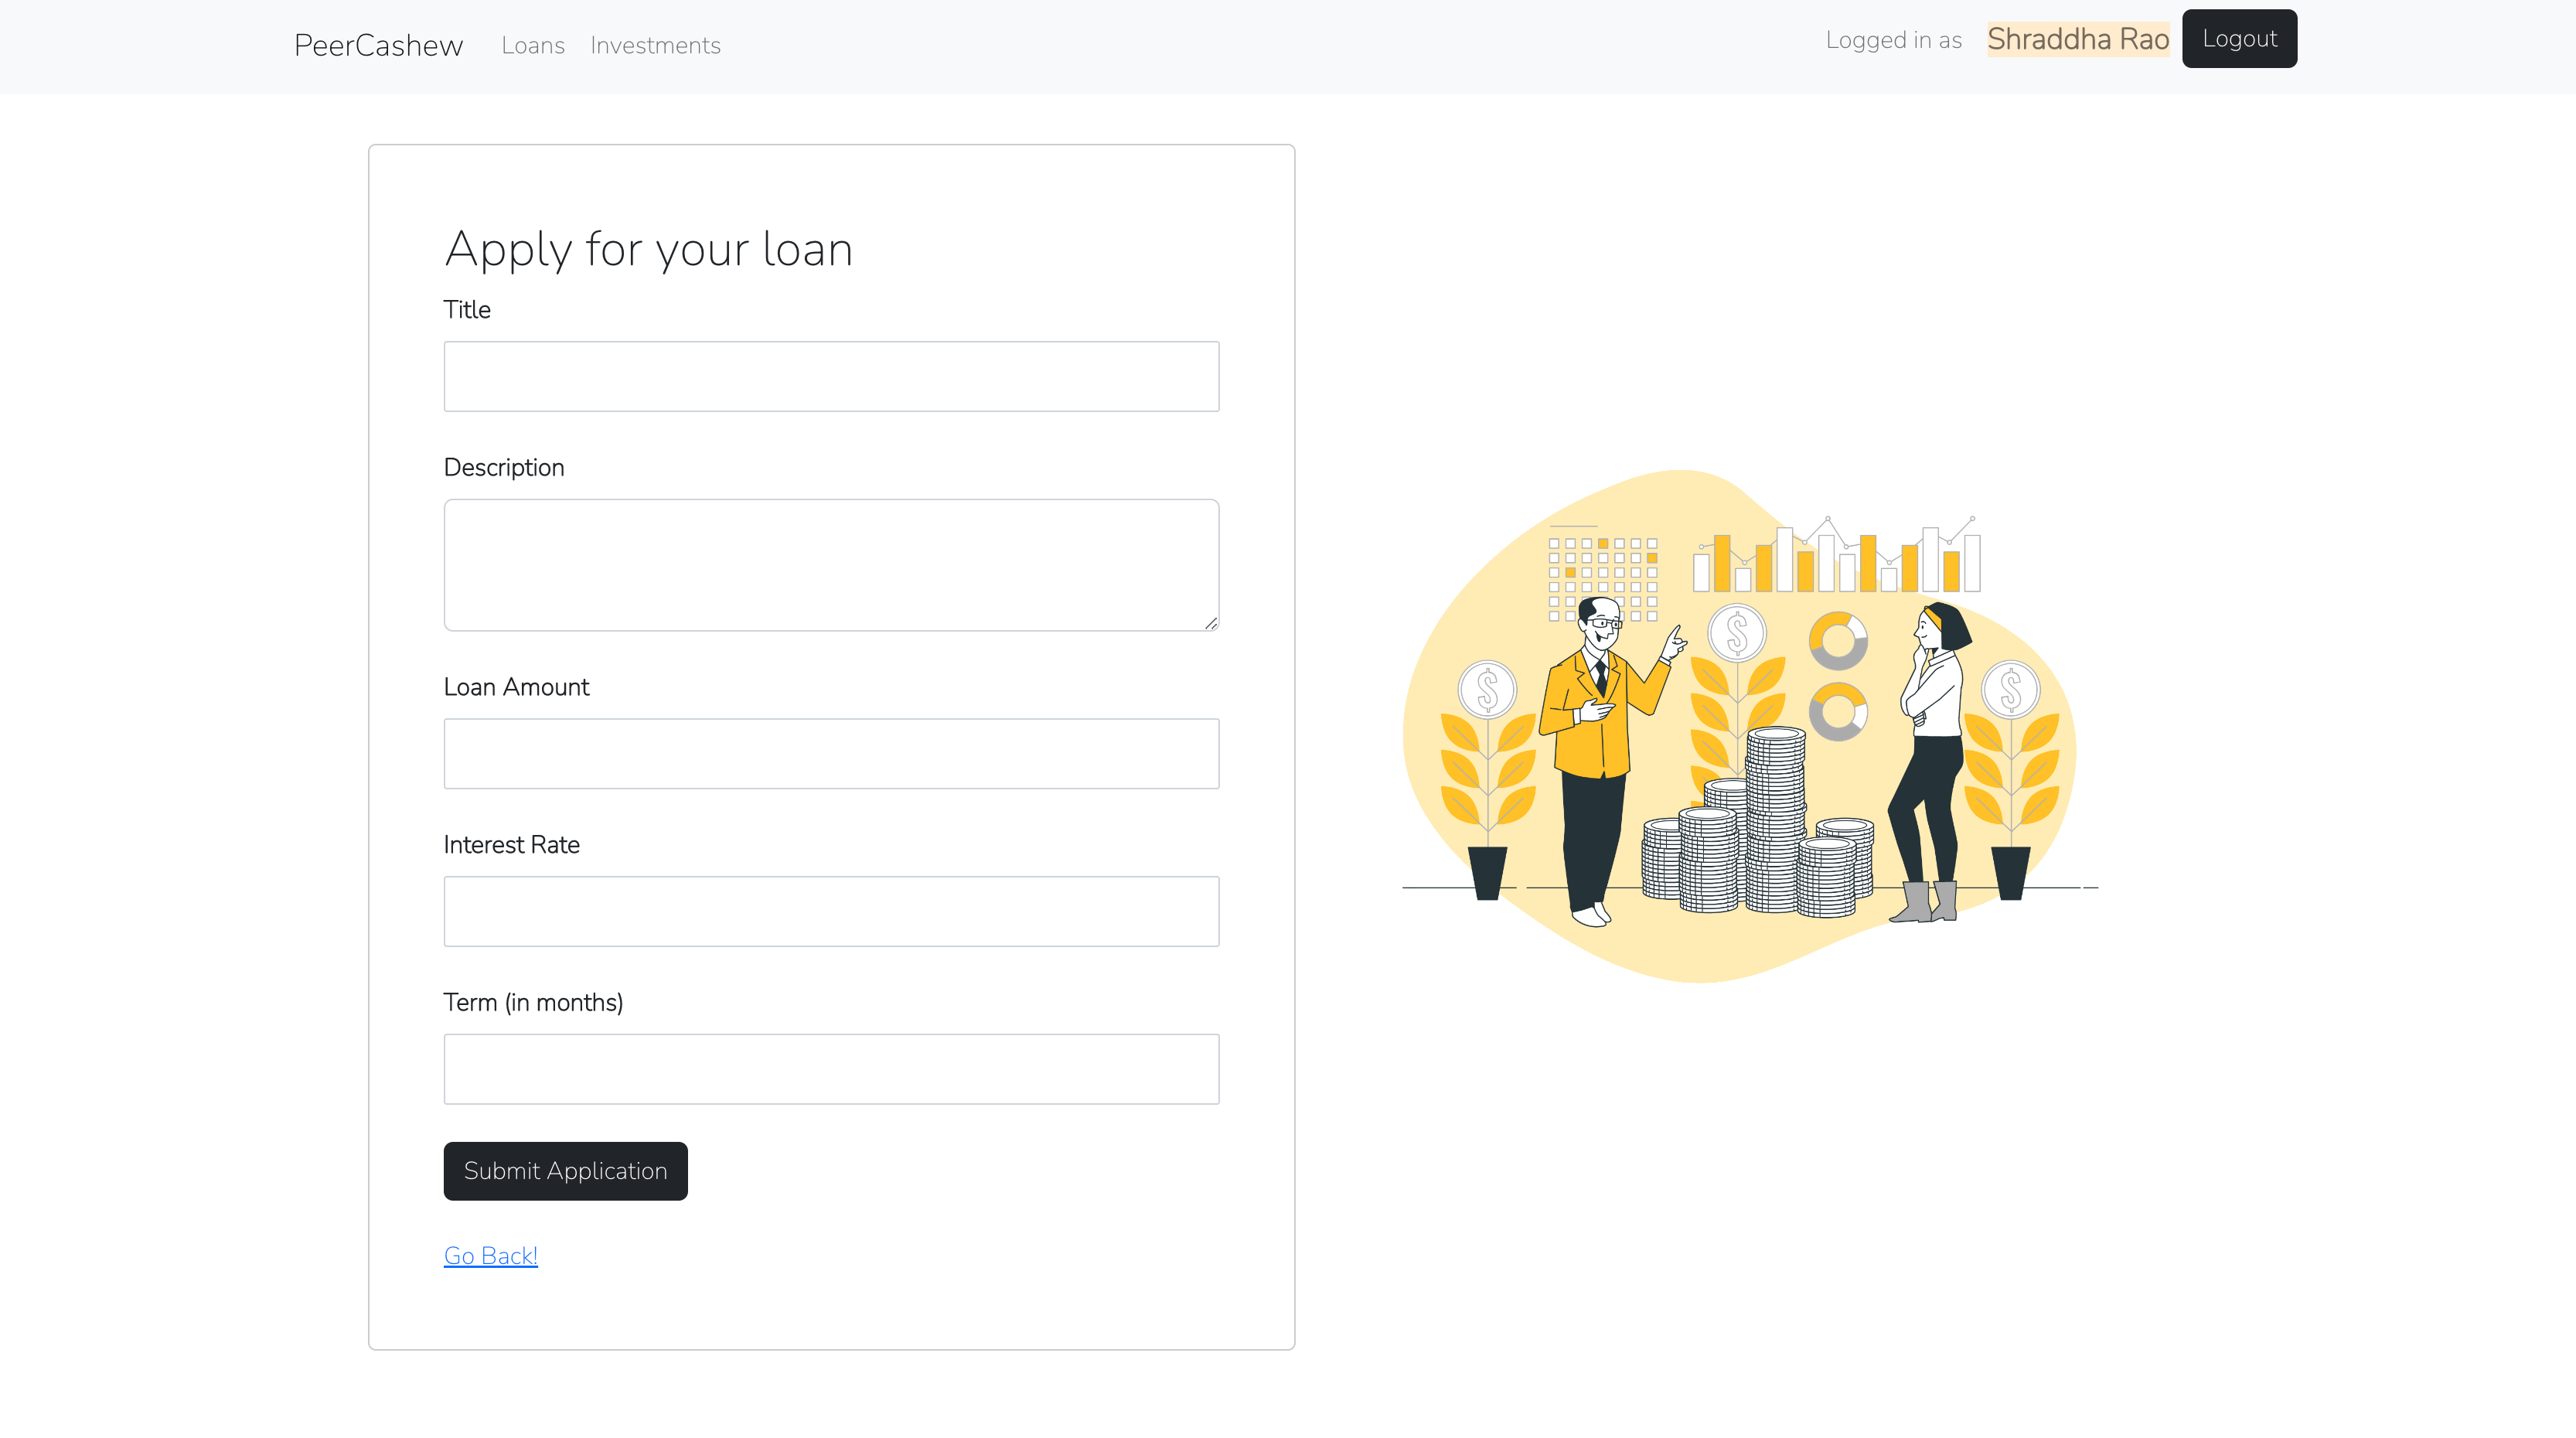 PeerCashew Loans Investments Logged in as Shraddha Rao Logout
Apply for your loan
Title
Description
Loan Amount
Interest Rate
Term (in months)
Submit Application
Go Back!
$
$
$